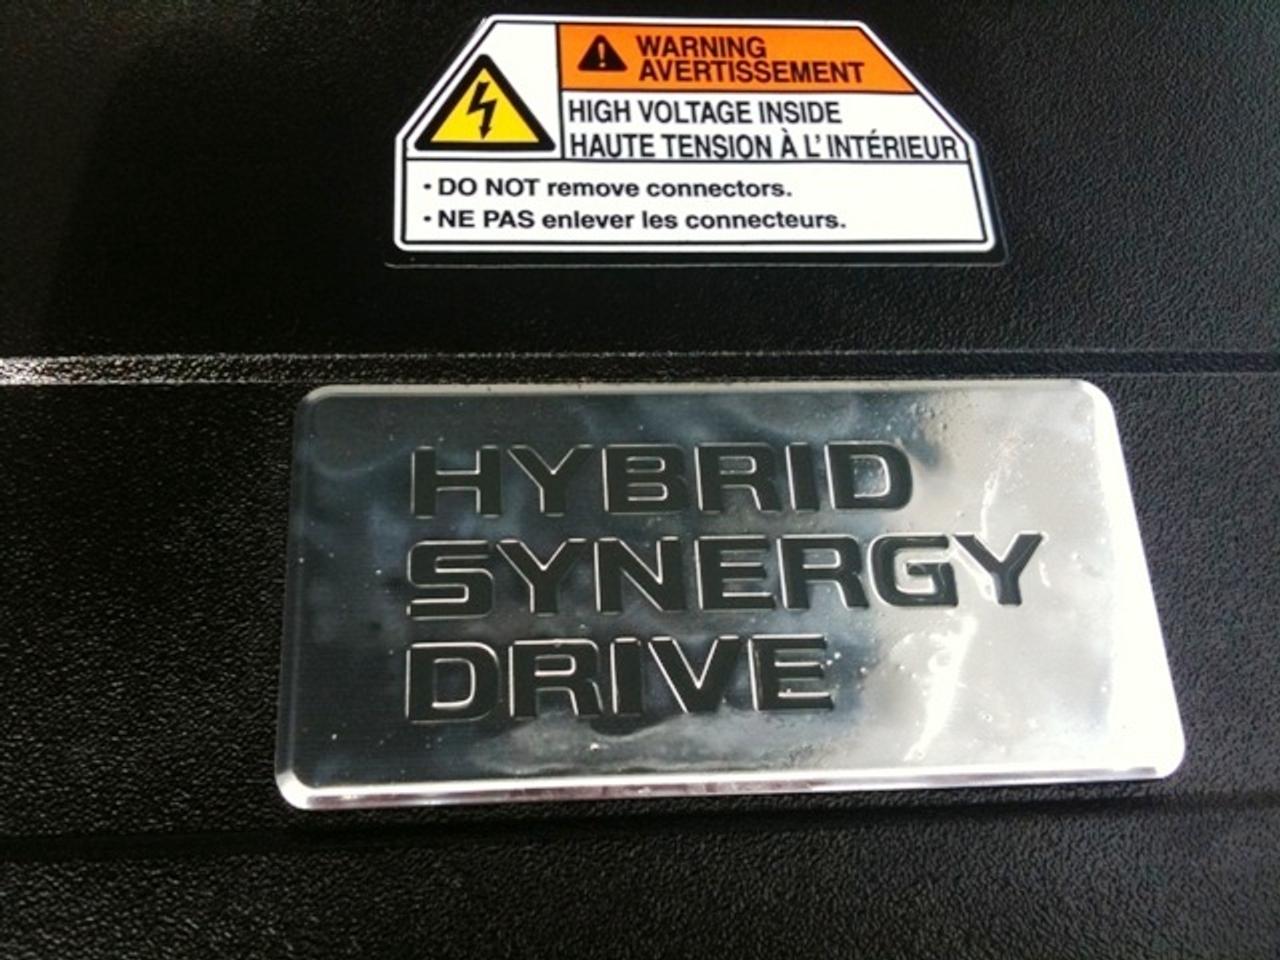 WARNING
AVERTISSEMENT
HIGH VOLTAGE INSIDE
HAUTE TENSION À L'INTÉRIEUR
• DO NOT remove connectors.
• NE PAS enlever les connecteurs.
HYBRID
SYNERGY
DRIVE